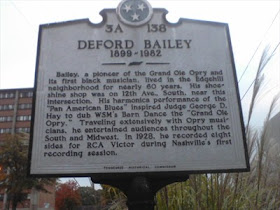 3A 138
DEFORD BAILEY
1899-1982
Bailey, a pioneer of the Grand Ole Opry and
its first black musician, lived in the Edgehill
neighborhood for nearly 60 years. His shoe-
shine shop was on 12th Ave. South, near this
intersection. His harmonica performance of the
"Pan American Blues" inspired Judge George D.
Hay to dub WSM's Barn Dance the "Grand Ole
Opry." Travelling extensively with Opry musi-
cians, he entertained audiences throughout the
South and Midwest. In 1928, he recorded eight
sides for RCA Victor during Nashville's first
recording session.
TENNESSEE HISTORICAL COMMISSION